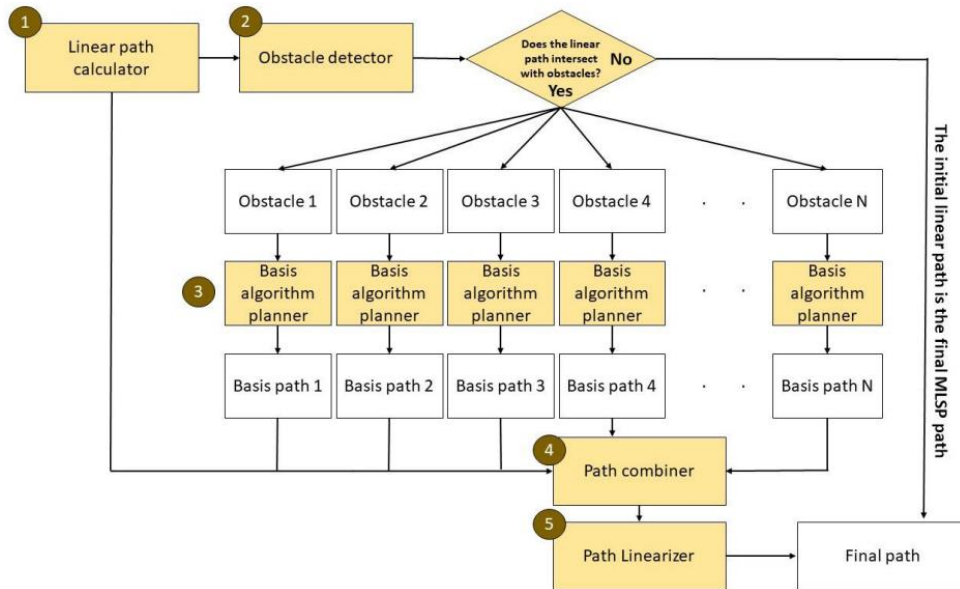 1
Linear path
calculator
2
Obstacle detector
Does the linear
path intersect
with obstacles?
No
Yes
The initial linear path is the final MLSP path
Obstacle 1
Obstacle 2
Obstacle 3
Obstacle 4
. .
Obstacle N
3
Basis
algorithm
planner
Basis
algorithm
planner
Basis
algorithm
planner
Basis
algorithm
planner
. .
Basis
algorithm
planner
Basis path 1
Basis path 2
Basis path 3
Basis path 4
. .
Basis path N
4
Path combiner
5
Path Linearizer
Final path